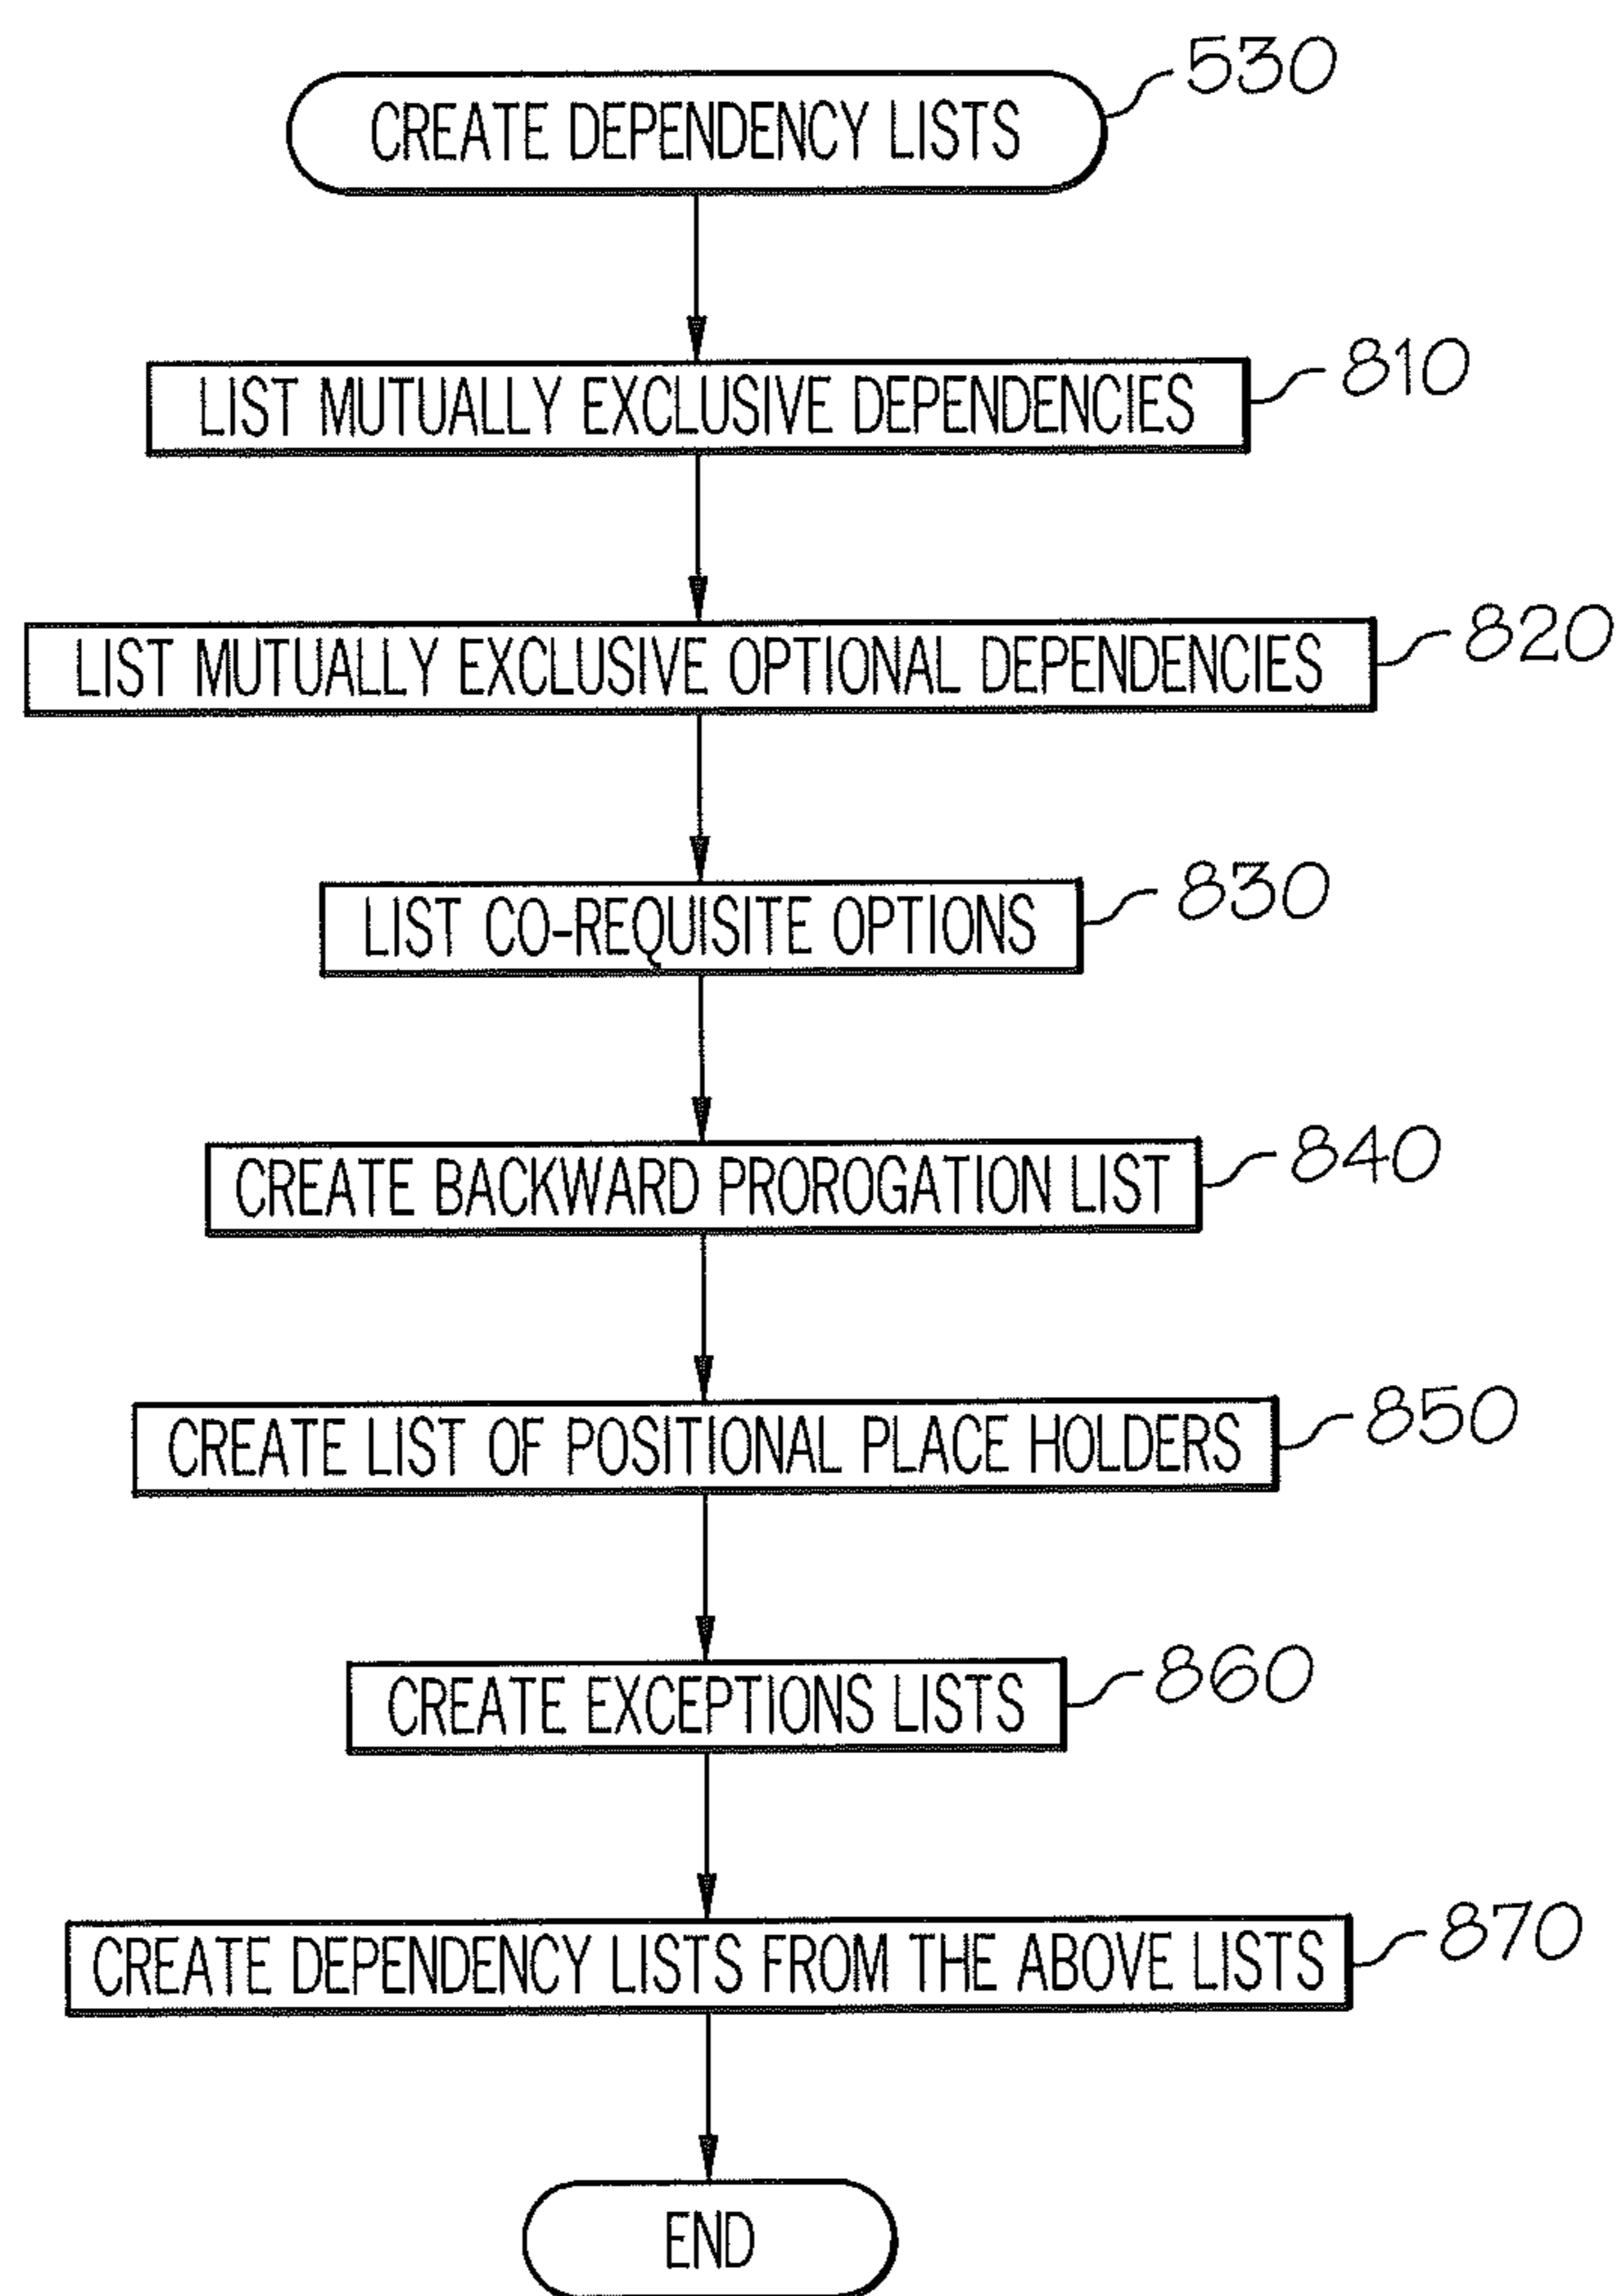 CREATE DEPENDENCY LISTS
530
LIST MUTUALLY EXCLUSIVE DEPENDENCIES
810
LIST MUTUALLY EXCLUSIVE OPTIONAL DEPENDENCIES
820
LIST CO-REQUISITE OPTIONS
830
CREATE BACKWARD PROROGATION LIST
840
CREATE LIST OF POSITIONAL PLACE HOLDERS
850
CREATE EXCEPTIONS LISTS
860
CREATE DEPENDENCY LISTS FROM THE ABOVE LISTS
870
END